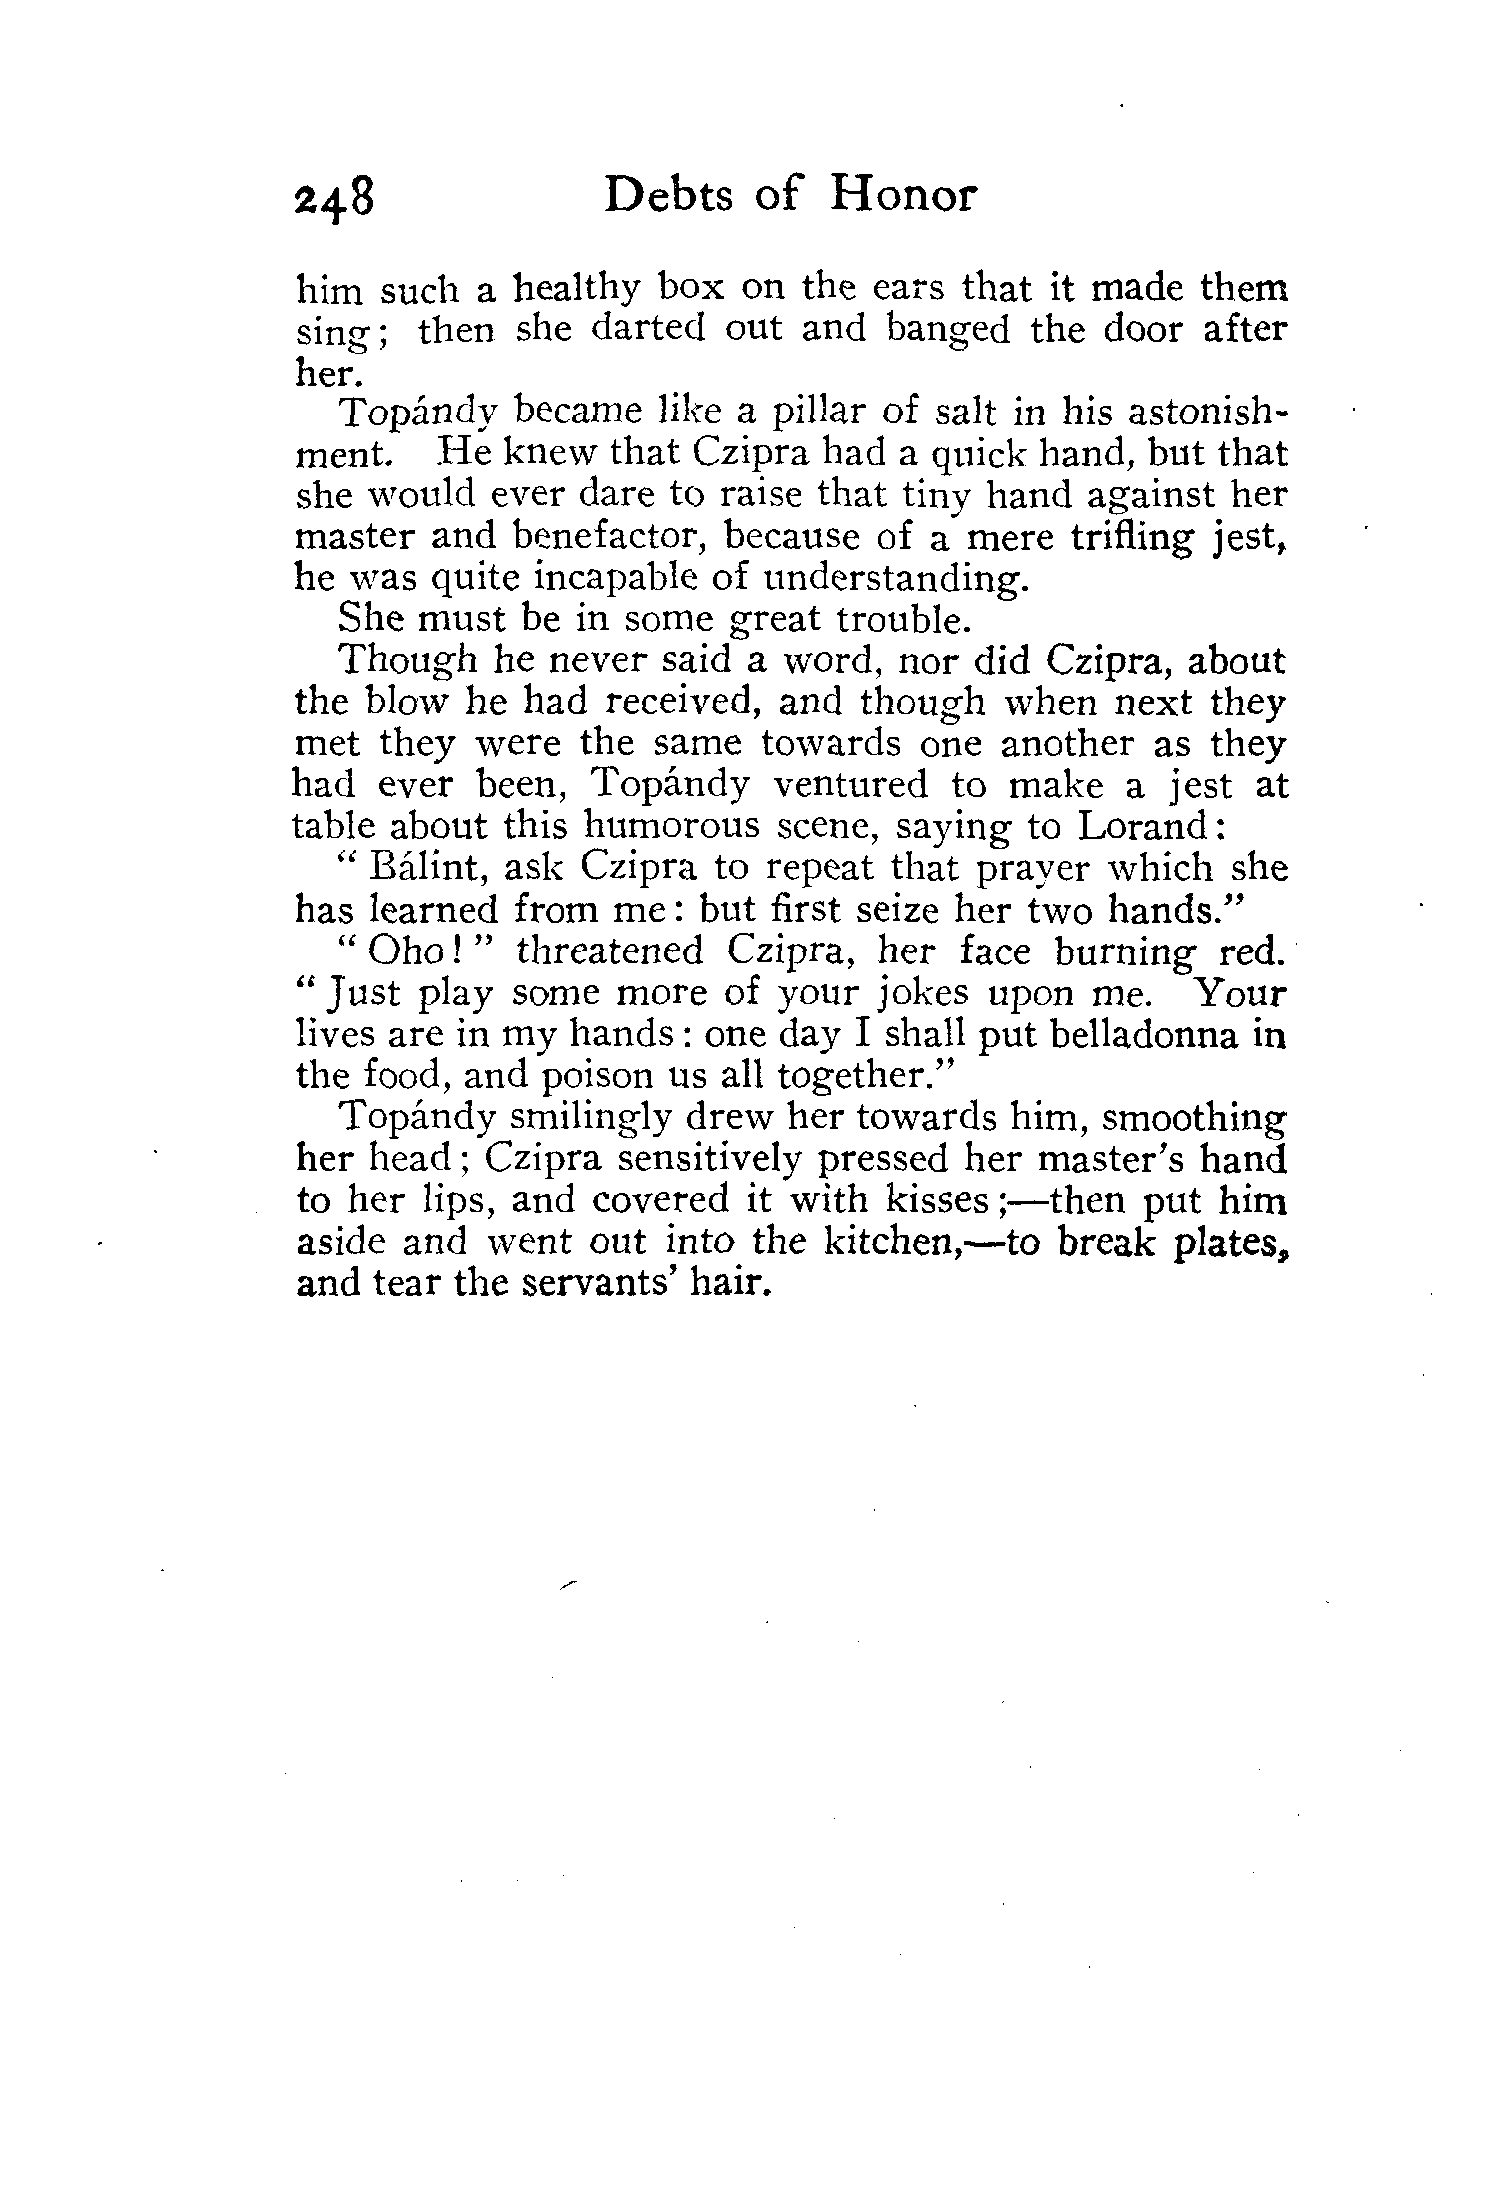 248 Debts of Honor
him such a healthy box on the ears that it made them
sing; then she darted out and banged the door after
her.
Topándy became like a pillar of salt in his astonish-
ment. He knew that Czipra had a quick hand, but that
she would ever dare to raise that tiny hand against her
master and benefactor, because of a mere trifling jest,
he was quite incapable of understanding.
She must be in some great trouble.
Though he never said a word, nor did Czipra, about
the blow he had received, and though when next they
met they were the same towards one another as they
had ever been, Topándy ventured to make a jest at
table about this humorous scene, saying to Lorand:
"Bálint, ask Czipra to repeat that prayer which she
has learned from me: but first seize her two hands."
"Oho!" threatened Czipra, her face burning red.
"Just play some more of your jokes upon me. Your
lives are in my hands: one day I shall put belladonna in
the food, and poison us all together."
Topándy smilingly drew her towards him, smoothing
her head; Czipra sensitively pressed her master's hand
to her lips, and covered it with kisses;—then put him
aside and went out into the kitchen,—to break plates,
and tear the servants' hair.